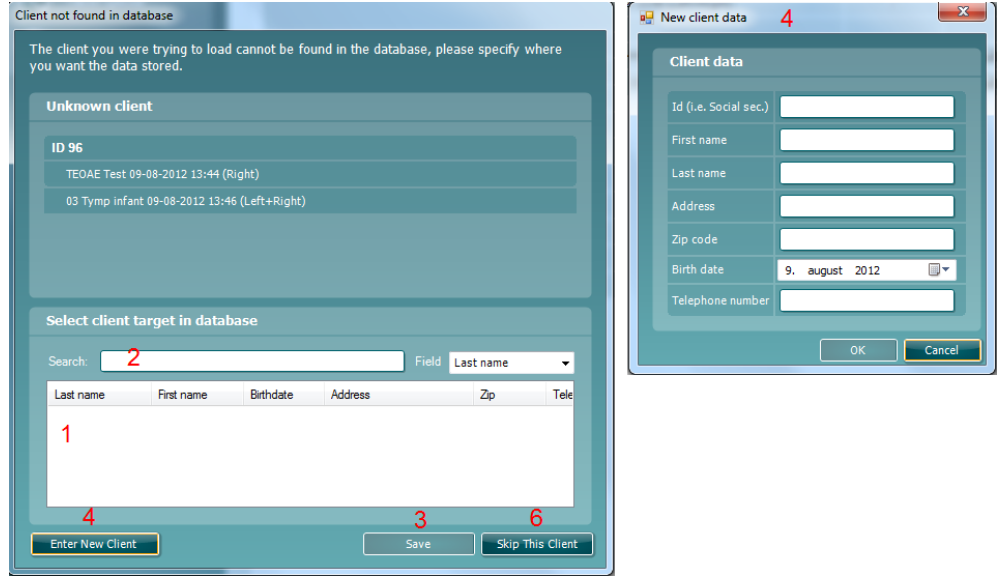 Client not found in database
The client you were trying to load cannot be found in the database, please specify where
you want the data stored.
Unknown client
ID 96
TEOAE Test 09-08-2012 13:44 (Right)
03 Tymp infant 09-08-2012 13:46 (Left+Right)
Select client target in database
Search: 2 Field Last name
Last name First name Birthdate Address Zip Tele
1
4 3 6
Enter New Client Save Skip This Client
New client data 4
Client data
Id (i.e. Social sec.)
First name
Last name
Address
Zip code
Birth date 9. august 2012
Telephone number
OK Cancel